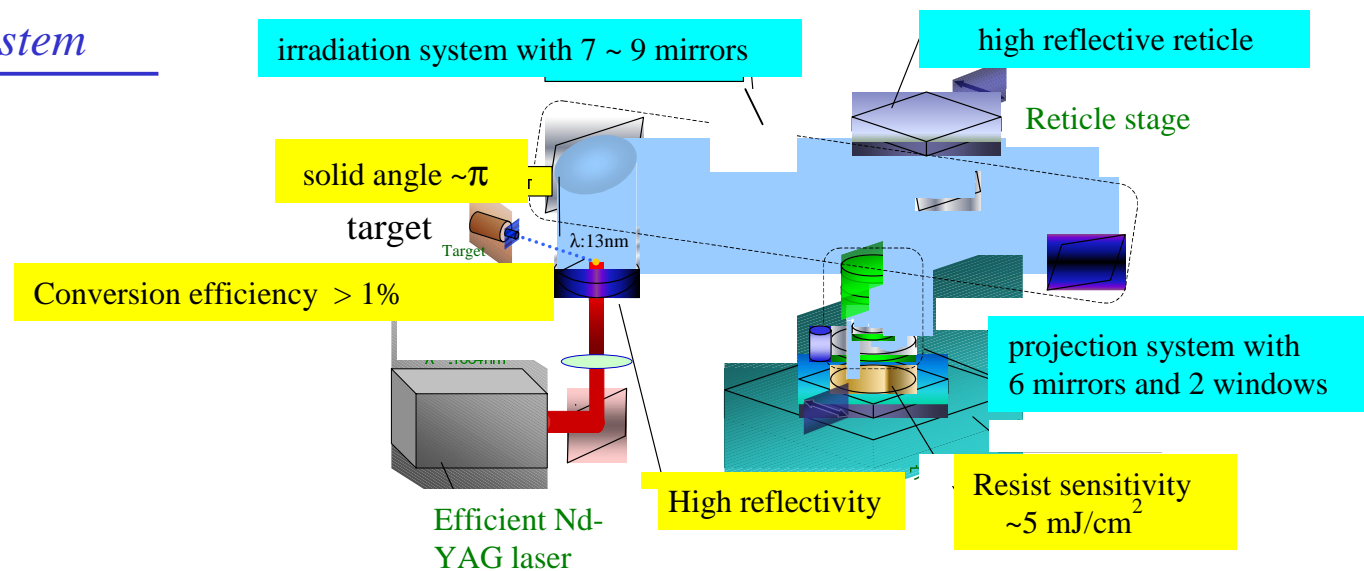 stem
irradiation system with 7 ~ 9 mirrors
high reflective reticle
Reticle stage
solid angle ~π
target
Target
λ:13nm
Conversion efficiency > 1%
projection system with
6 mirrors and 2 windows
High reflectivity
Resist sensitivity
~5 mJ/cm²
Efficient Nd-
YAG laser